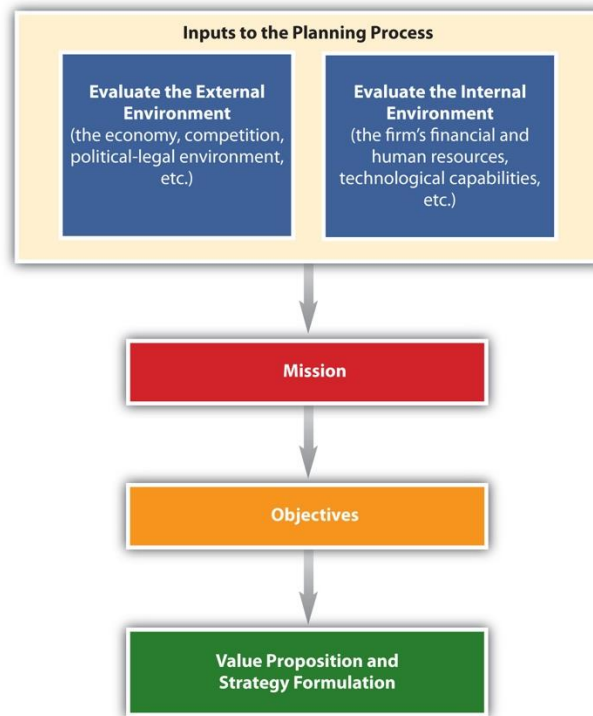 Inputs to the Planning Process
Evaluate the External
Environment
(the economy, competition,
political-legal environment,
etc.)
Evaluate the Internal
Environment
(the firm’s financial and
human resources,
technological capabilities,
etc.)
Mission
Objectives
Value Proposition and
Strategy Formulation